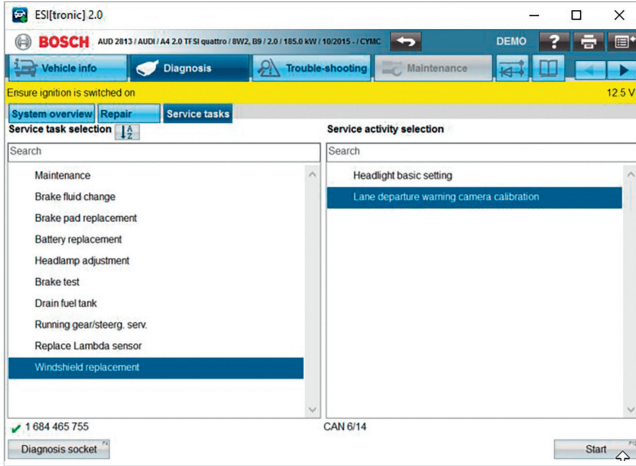 ESI[tronic] 2.0
BOSCH AUD 2813 / AUDI / A4 2.0 TFSI quattro / 8W2, B9 / 2.0 / 185.0 kW / 10/2015 - / CYMC DEMO ?
Vehicle info Diagnosis Trouble-shooting Maintenance
Ensure ignition is switched on 12.5 V
System overview Repair Service tasks
Service task selection Service activity selection
Search Search
Maintenance Headlight basic setting
Brake fluid change Lane departure warning camera calibration
Brake pad replacement
Battery replacement
Headlamp adjustment
Brake test
Drain fuel tank
Running gear/steerg. serv.
Replace Lambda sensor
Windshield replacement
1 684 465 755 CAN 6/14
Diagnosis socket Start